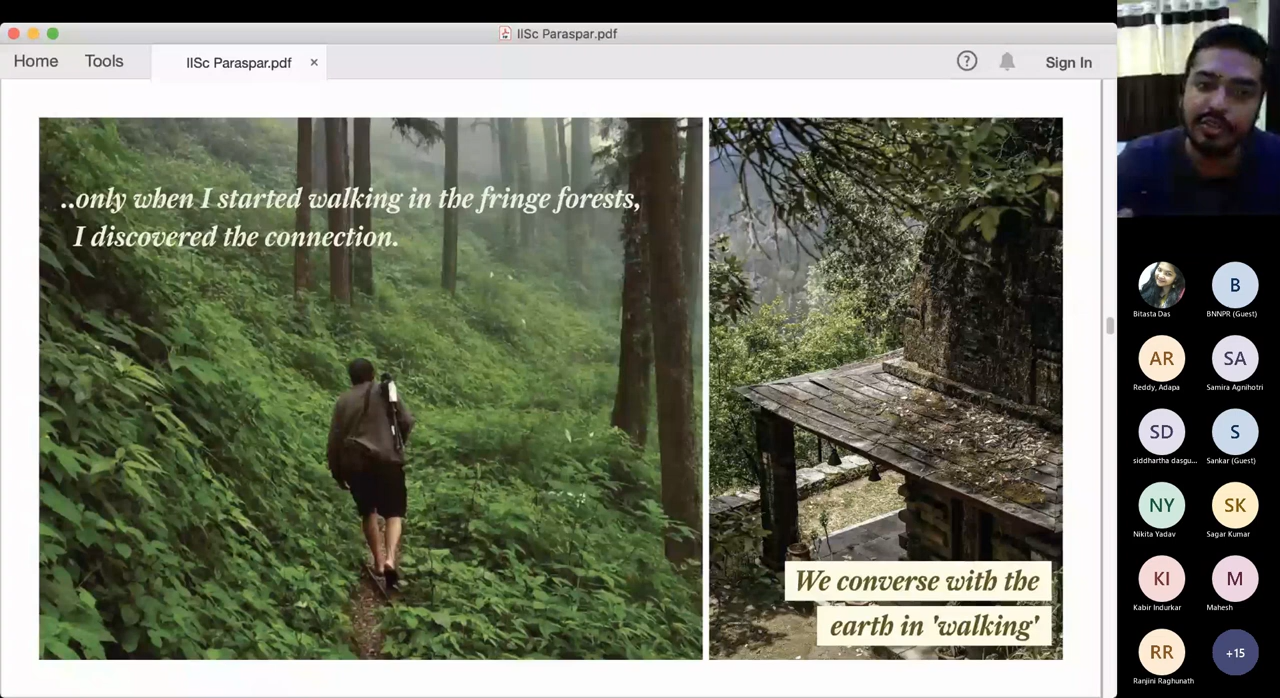 IISc Paraspar.pdf
Home
Tools
IISc Paraspar.pdf ×
?
Sign In
..only when I started walking in the fringe forests,
I discovered the connection.
We converse with the
earth in 'walking'
Bitasta Das
B
BNNPR (Guest)
AR
Reddy, Adapa
SA
Samira Agnihotri
SD
siddhartha dasgu...
S
Sankar (Guest)
NY
Nikita Yadav
SK
Sagar Kumar
KI
Kabir Indurkar
M
Mahesh
RR
Ranjini Raghunath
+15